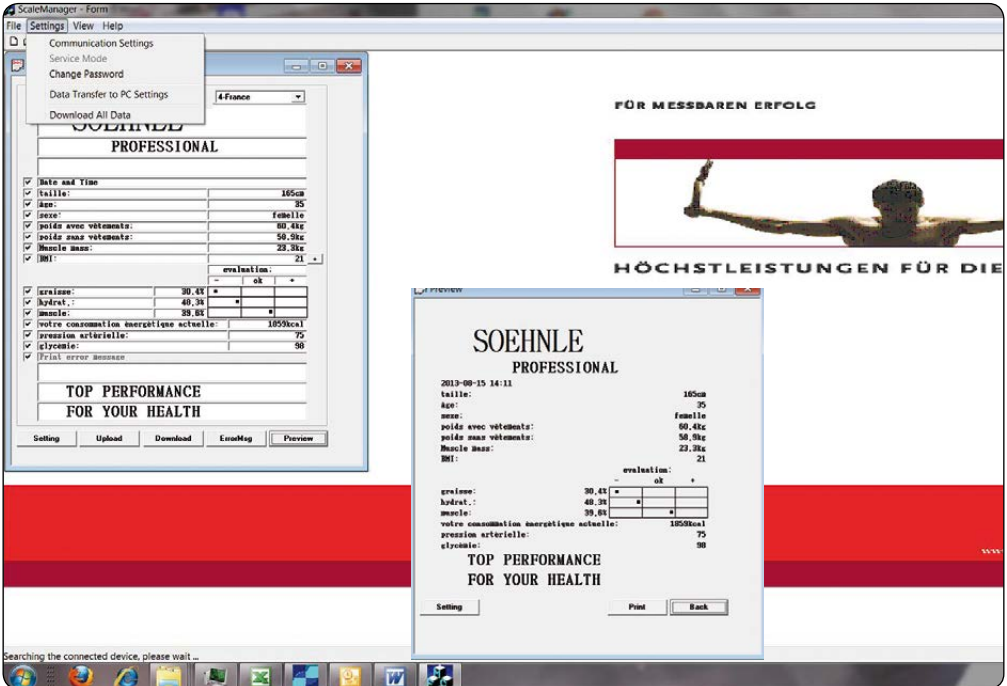 ScaleManager - Form
File Settings View Help
Communication Settings
Service Mode
Change Password
Data Transfer to PC Settings
Download All Data
4-France
SOEHNLE
PROFESSIONAL
Date and Time
taille: 165cm
âge: 35
sexe: femelle
poids avec vêtements: 60,4kg
poids sans vêtements: 58,9kg
Muscle mass: 23,3kg
BMI: 21 +
evaluation:
- ok +
graisse: 30,4%
hydrat.: 48,3%
muscle: 39,6%
votre consommation énergétique actuelle: 1859kcal
pression artérielle: 75
glycémie: 98
Print error message
TOP PERFORMANCE
FOR YOUR HEALTH
Setting Upload Download ErrorMsg Preview
FÜR MESSBAREN ERFOLG
HÖCHSTLEISTUNGEN FÜR DIE
Preview
SOEHNLE
PROFESSIONAL
2013-08-15 14:11
taille: 165cm
âge: 35
sexe: femelle
poids avec vêtements: 60,4kg
poids sans vêtements: 58,9kg
Muscle mass: 23,3kg
BMI: 21
evaluation:
- ok +
graisse: 30,4%
hydrat.: 48,3%
muscle: 39,6%
votre consommation énergétique actuelle: 1859kcal
pression artérielle: 75
glycémie: 98
TOP PERFORMANCE
FOR YOUR HEALTH
Setting Print Back
Searching the connected device, please wait ...